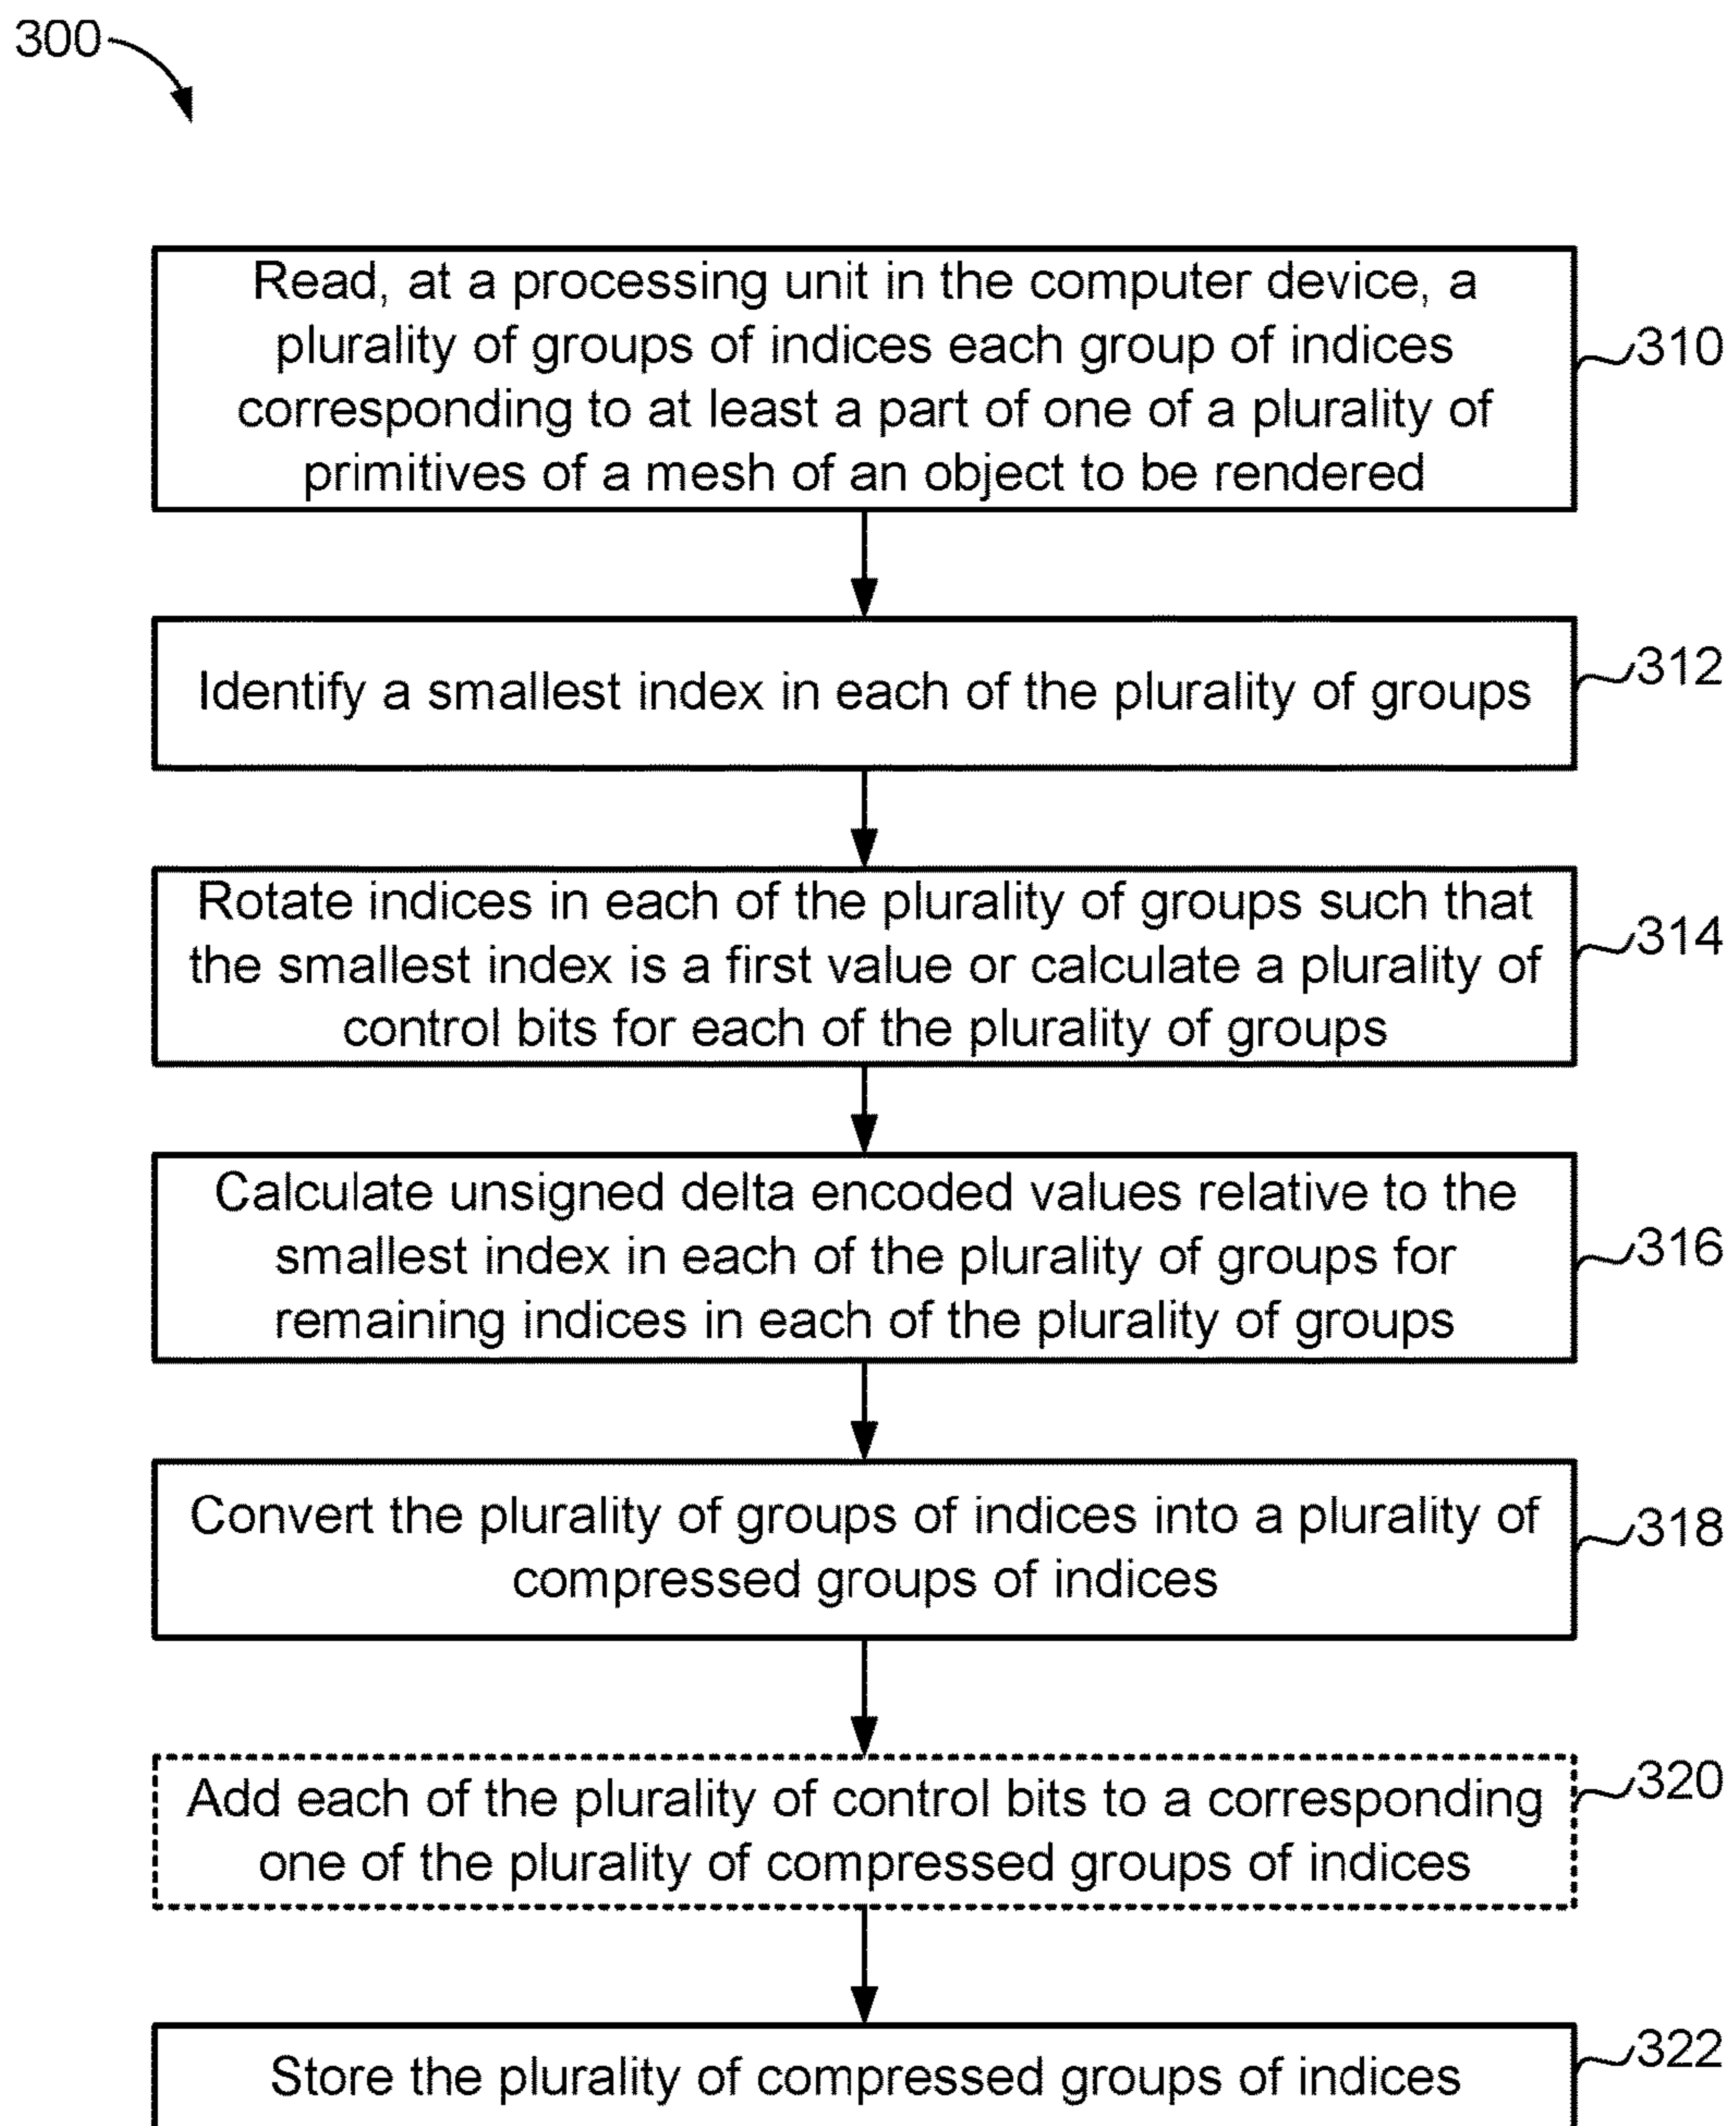 300
Read, at a processing unit in the computer device, a
plurality of groups of indices each group of indices
corresponding to at least a part of one of a plurality of
primitives of a mesh of an object to be rendered
310
Identify a smallest index in each of the plurality of groups
312
Rotate indices in each of the plurality of groups such that
the smallest index is a first value or calculate a plurality of
control bits for each of the plurality of groups
314
Calculate unsigned delta encoded values relative to the
smallest index in each of the plurality of groups for
remaining indices in each of the plurality of groups
316
Convert the plurality of groups of indices into a plurality of
compressed groups of indices
318
Add each of the plurality of control bits to a corresponding
one of the plurality of compressed groups of indices
320
Store the plurality of compressed groups of indices
322